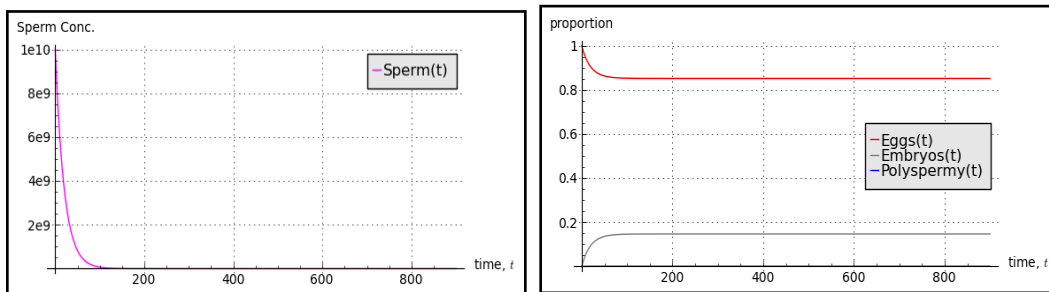 Sperm Conc.
1e10
8e9
6e9
4e9
2e9
Sperm(t)
200
400
600
800
time, t
proportion
1
0.8
0.6
0.4
0.2
Eggs(t)
Embryos(t)
Polyspermy(t)
200
400
600
800
time, t